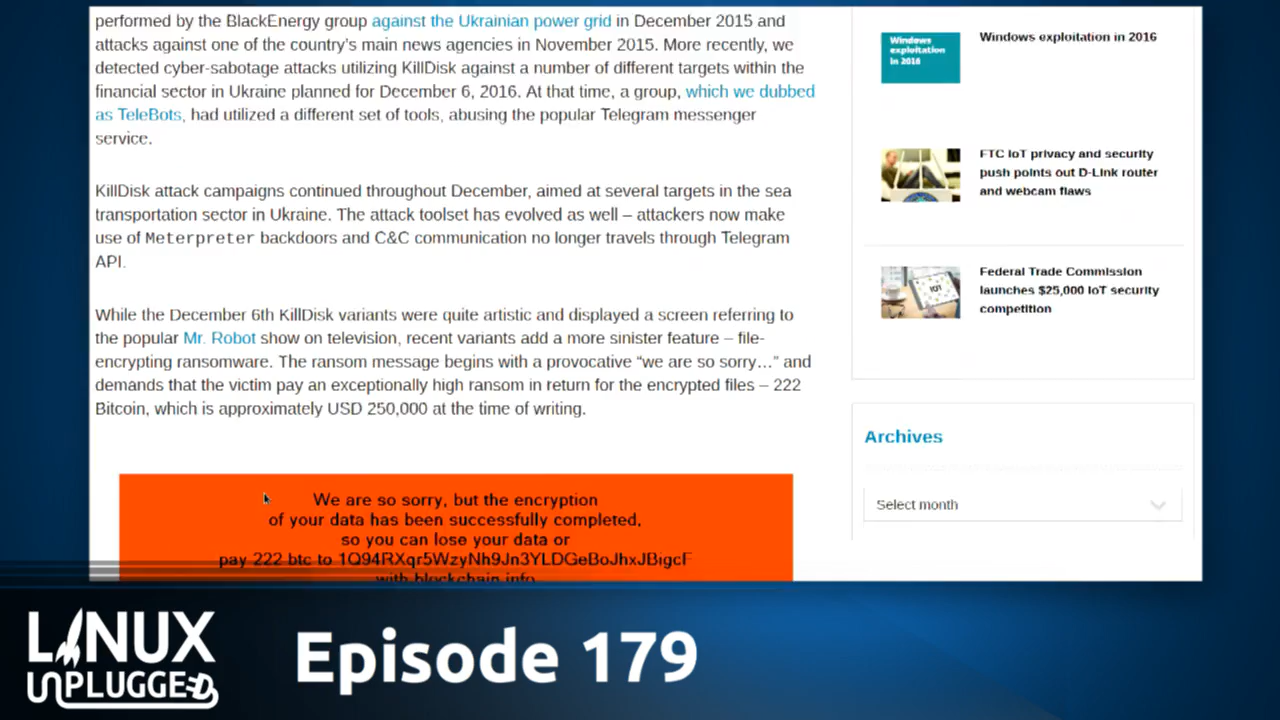 performed by the BlackEnergy group against the Ukrainian power grid in December 2015 and
attacks against one of the country's main news agencies in November 2015. More recently, we
detected cyber-sabotage attacks utilizing KillDisk against a number of different targets within the
financial sector in Ukraine planned for December 6, 2016. At that time, a group, which we dubbed
as TeleBots, had utilized a different set of tools, abusing the popular Telegram messenger
service.
KillDisk attack campaigns continued throughout December, aimed at several targets in the sea
transportation sector in Ukraine. The attack toolset has evolved as well – attackers now make
use of Meterpreter backdoors and C&C communication no longer travels through Telegram
API.
While the December 6th KillDisk variants were quite artistic and displayed a screen referring to
the popular Mr. Robot show on television, recent variants add a more sinister feature – file-
encrypting ransomware. The ransom message begins with a provocative “we are so sorry…” and
demands that the victim pay an exceptionally high ransom in return for the encrypted files – 222
Bitcoin, which is approximately USD 250,000 at the time of writing.
We are so sorry, but the encryption
of your data has been successfully completed,
so you can lose your data or
pay 222 btc to 1Q94RXqr5WzyNh9Jn3YLDGeBoJhxJBigcF
with blockchain.info
Windows
exploitation
in 2016
Windows exploitation in 2016
FTC IoT privacy and security
push points out D-Link router
and webcam flaws
IOT
Federal Trade Commission
launches $25,000 IoT security
competition
Archives
Select month
LINUX
UNPLUGGED
Episode 179